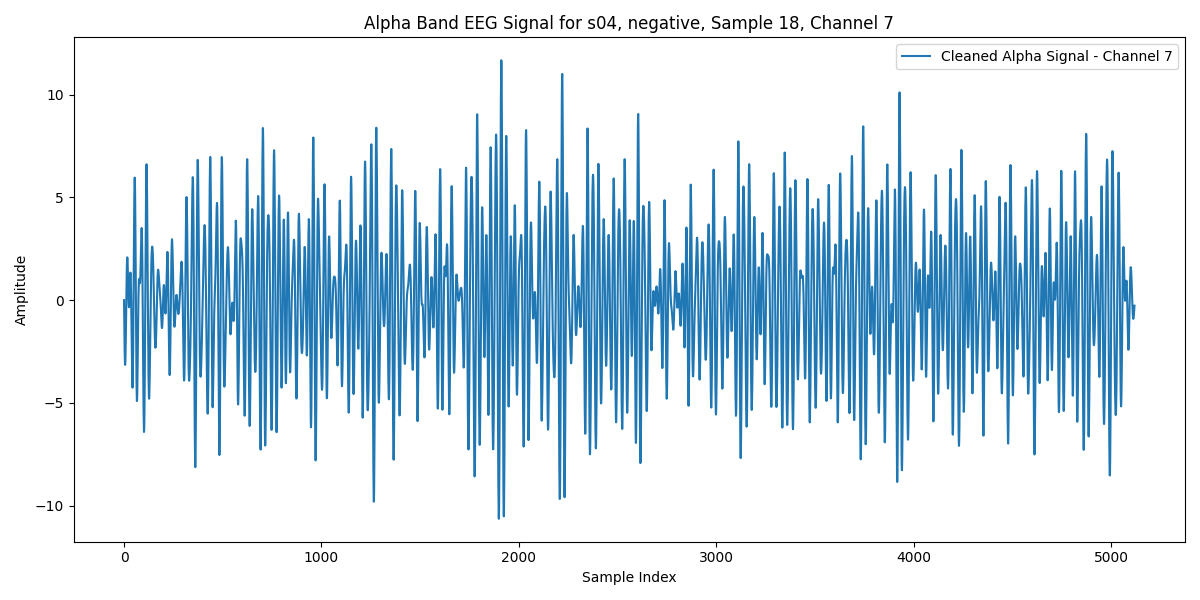 Alpha Band EEG Signal for s04, negative, Sample 18, Channel 7
Cleaned Alpha Signal - Channel 7
10
5
0
−5
−10
Amplitude
0 1000 2000 3000 4000 5000
Sample Index